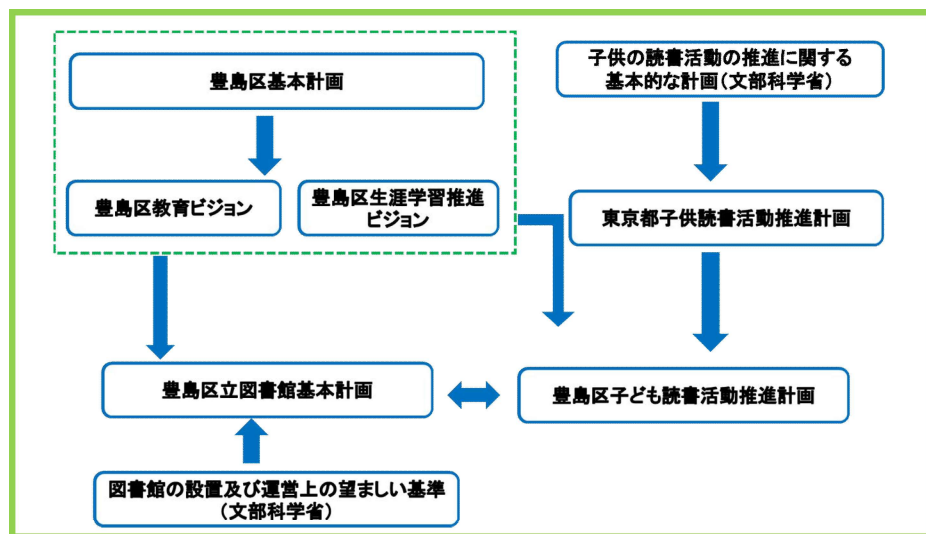 豊島区基本計画
子供の読書活動の推進に関する
基本的な計画(文部科学省)
豊島区教育ビジョン
豊島区生涯学習推進
ビジョン
東京都子供読書活動推進計画
豊島区立図書館基本計画
豊島区子ども読書活動推進計画
図書館の設置及び運営上の望ましい基準
(文部科学省)